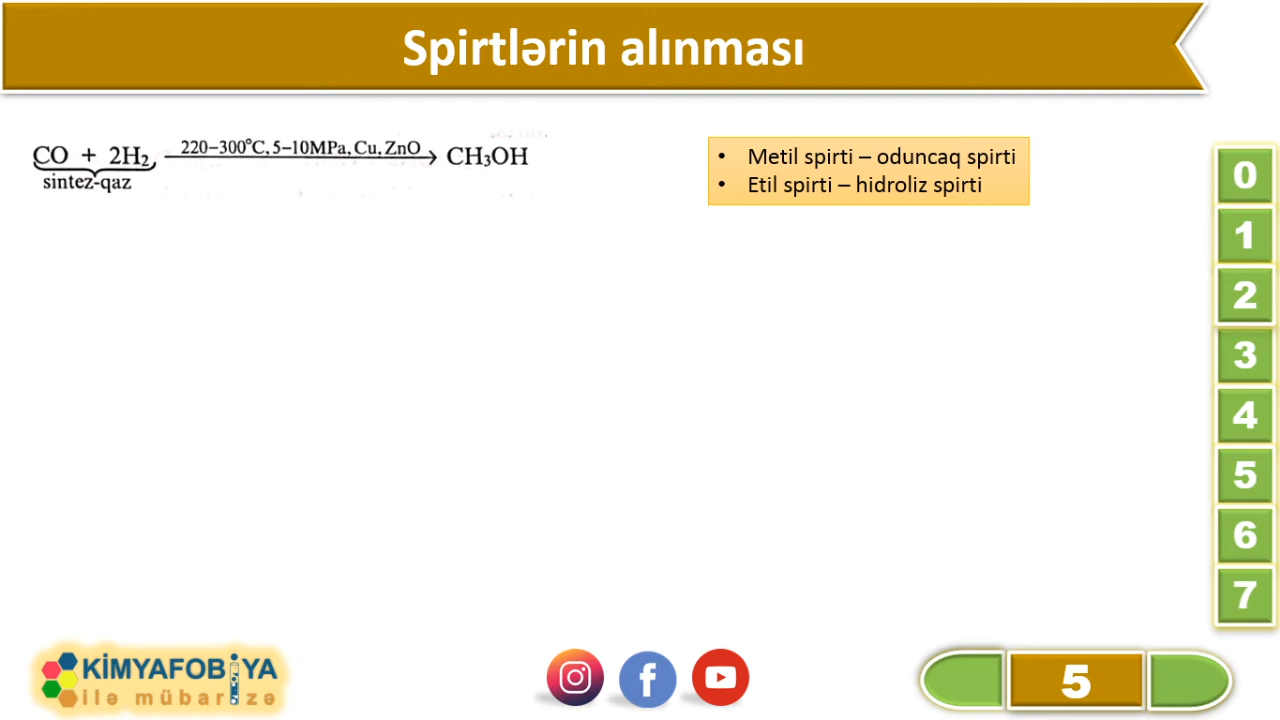 Spirtlərin alınması
CO + 2H₂ 220–300°C, 5–10MPa, Cu, ZnO → CH₃OH
sintez-qaz
• Metil spirti – oduncaq spirti
• Etil spirti – hidroliz spirti
0
1
2
3
4
5
6
7
KİMYAFOBİYA
ilə mübarizə
5